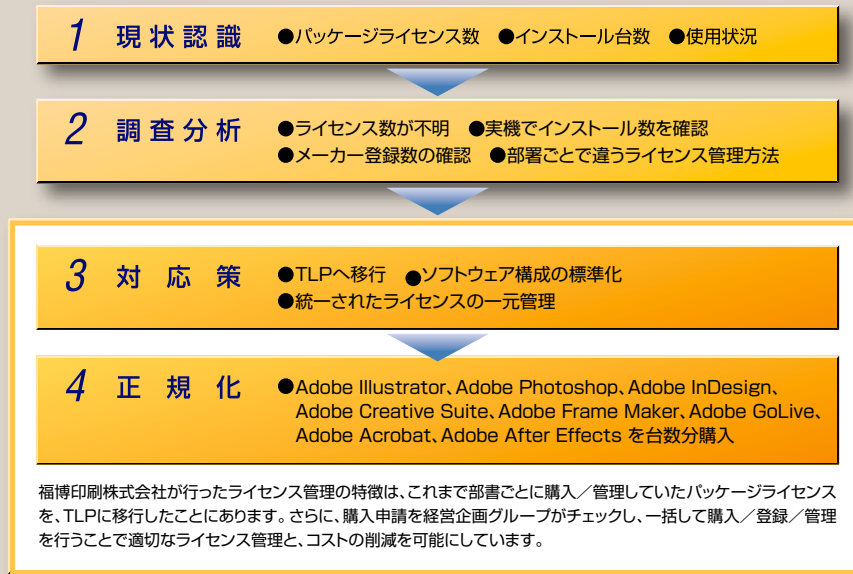 1 現状認識 ●パッケージライセンス数 ●インストール台数 ●使用状況
2 調査分析 ●ライセンス数が不明 ●実機でインストール数を確認
●メーカー登録数の確認 ●部署ごとで違うライセンス管理方法
3 対応策 ●TLPへ移行 ●ソフトウェア構成の標準化
●統一されたライセンスの一元管理
4 正規化 ●Adobe Illustrator、Adobe Photoshop、Adobe InDesign、
Adobe Creative Suite、Adobe Frame Maker、Adobe GoLive、
Adobe Acrobat、Adobe After Effects を台数分購入
福博印刷株式会社が行ったライセンス管理の特徴は、これまで部書ごとに購入／管理していたパッケージライセンス
を、TLPに移行したことにあります。さらに、購入申請を経営企画グループがチェックし、一括して購入／登録／管理
を行うことで適切なライセンス管理と、コストの削減を可能にしています。